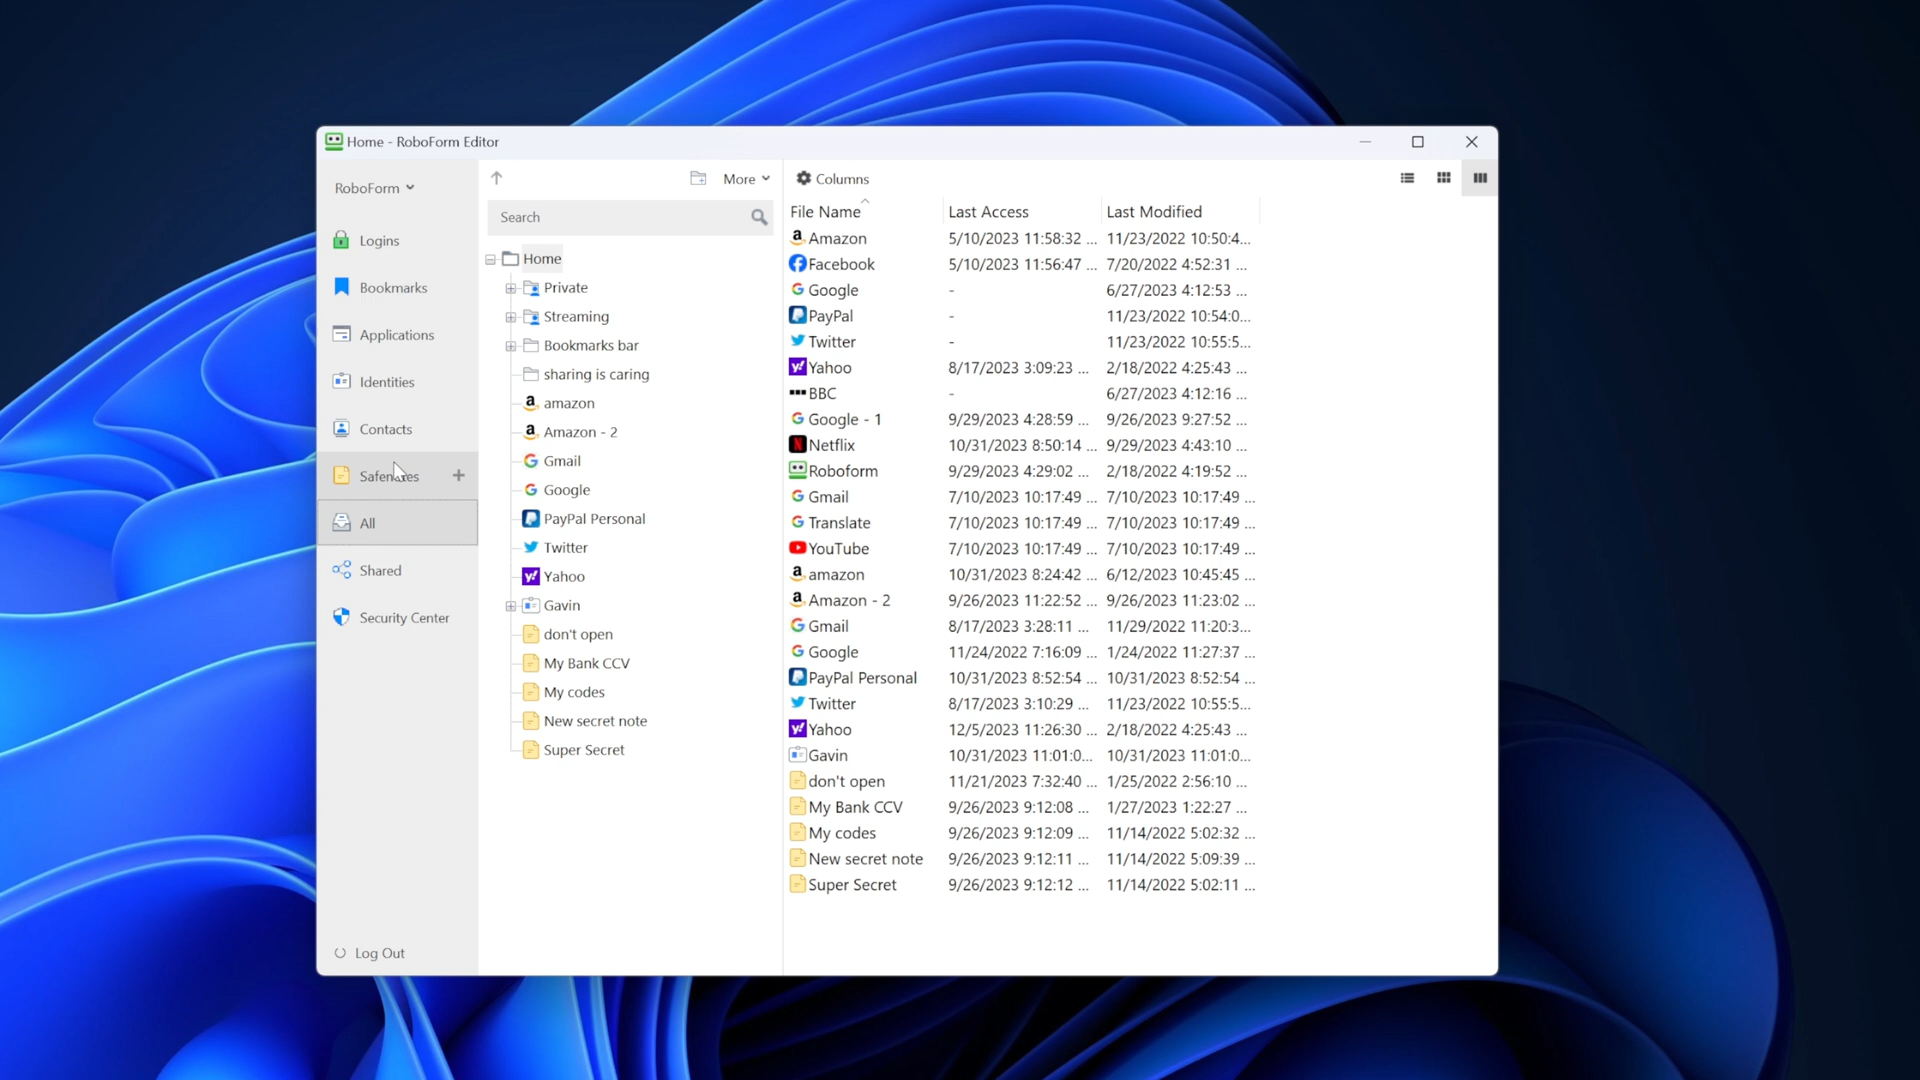 Home - RoboForm Editor
RoboForm
Logins
Bookmarks
Applications
Identities
Contacts
All
Shared
Security Center
Log Out
More
Search
Home
Private
Streaming
Bookmarks bar
sharing is caring
amazon
Amazon - 2
Gmail
Google
PayPal Personal
Twitter
Yahoo
Gavin
don't open
My Bank CCV
My codes
New secret note
Super Secret
Columns
File Name Last Access Last Modified
Amazon 5/10/2023 11:58:32 ... 11/23/2022 10:50:4...
Facebook 5/10/2023 11:56:47 ... 7/20/2022 4:52:31 ...
Google - 6/27/2023 4:12:53 ...
PayPal - 11/23/2022 10:54:0...
Twitter - 11/23/2022 10:55:5...
Yahoo 8/17/2023 3:09:23 ... 2/18/2022 4:25:43 ...
BBC - 6/27/2023 4:12:16 ...
Google - 1 9/29/2023 4:28:59 ... 9/26/2023 9:27:52 ...
Netflix 10/31/2023 8:50:14 ... 9/29/2023 4:43:10 ...
Roboform 9/29/2023 4:29:02 ... 2/18/2022 4:19:52 ...
Gmail 7/10/2023 10:17:49 ... 7/10/2023 10:17:49 ...
Translate 7/10/2023 10:17:49 ... 7/10/2023 10:17:49 ...
YouTube 7/10/2023 10:17:49 ... 7/10/2023 10:17:49 ...
amazon 10/31/2023 8:24:42 ... 6/12/2023 10:45:45 ...
Amazon - 2 9/26/2023 11:22:52 ... 9/26/2023 11:23:02 ...
Gmail 8/17/2023 3:28:11 ... 11/29/2022 11:20:3...
Google 11/24/2022 7:16:09 ... 1/24/2022 11:27:37 ...
PayPal Personal 10/31/2023 8:52:54 ... 10/31/2023 8:52:54 ...
Twitter 8/17/2023 3:10:29 ... 11/23/2022 10:55:5...
Yahoo 12/5/2023 11:26:30 ... 2/18/2022 4:25:43 ...
Gavin 10/31/2023 11:01:0... 10/31/2023 11:01:0...
don't open 11/21/2023 7:32:40 ... 1/25/2022 2:56:10 ...
My Bank CCV 9/26/2023 9:12:08 ... 1/27/2023 1:22:27 ...
My codes 9/26/2023 9:12:09 ... 11/14/2022 5:02:32 ...
New secret note 9/26/2023 9:12:11 ... 11/14/2022 5:09:39 ...
Super Secret 9/26/2023 9:12:12 ... 11/14/2022 5:02:11 ...